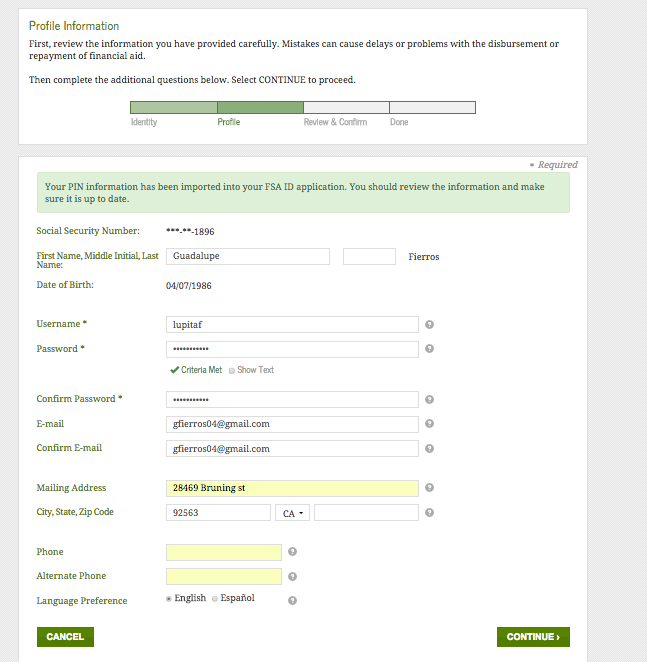 Profile Information
First, review the information you have provided carefully. Mistakes can cause delays or problems with the disbursement or
repayment of financial aid.
Then complete the additional questions below. Select CONTINUE to proceed.
Identity Profile Review & Confirm Done
* Required
Your PIN information has been imported into your FSA ID application. You should review the information and make
sure it is up to date.
Social Security Number: ***-**-1896
First Name, Middle Initial, Last
Name: Guadalupe Fierros
Date of Birth: 04/07/1986
Username * lupitaf ?
Password * ••••••••••• ?
Criteria Met Show Text
Confirm Password * ••••••••••• ?
E-mail gfierros04@gmail.com ?
Confirm E-mail gfierros04@gmail.com ?
Mailing Address 28469 Bruning st ?
City, State, Zip Code 92563 CA ?
Phone ?
Alternate Phone ?
Language Preference English Español ?
CANCEL CONTINUE ›